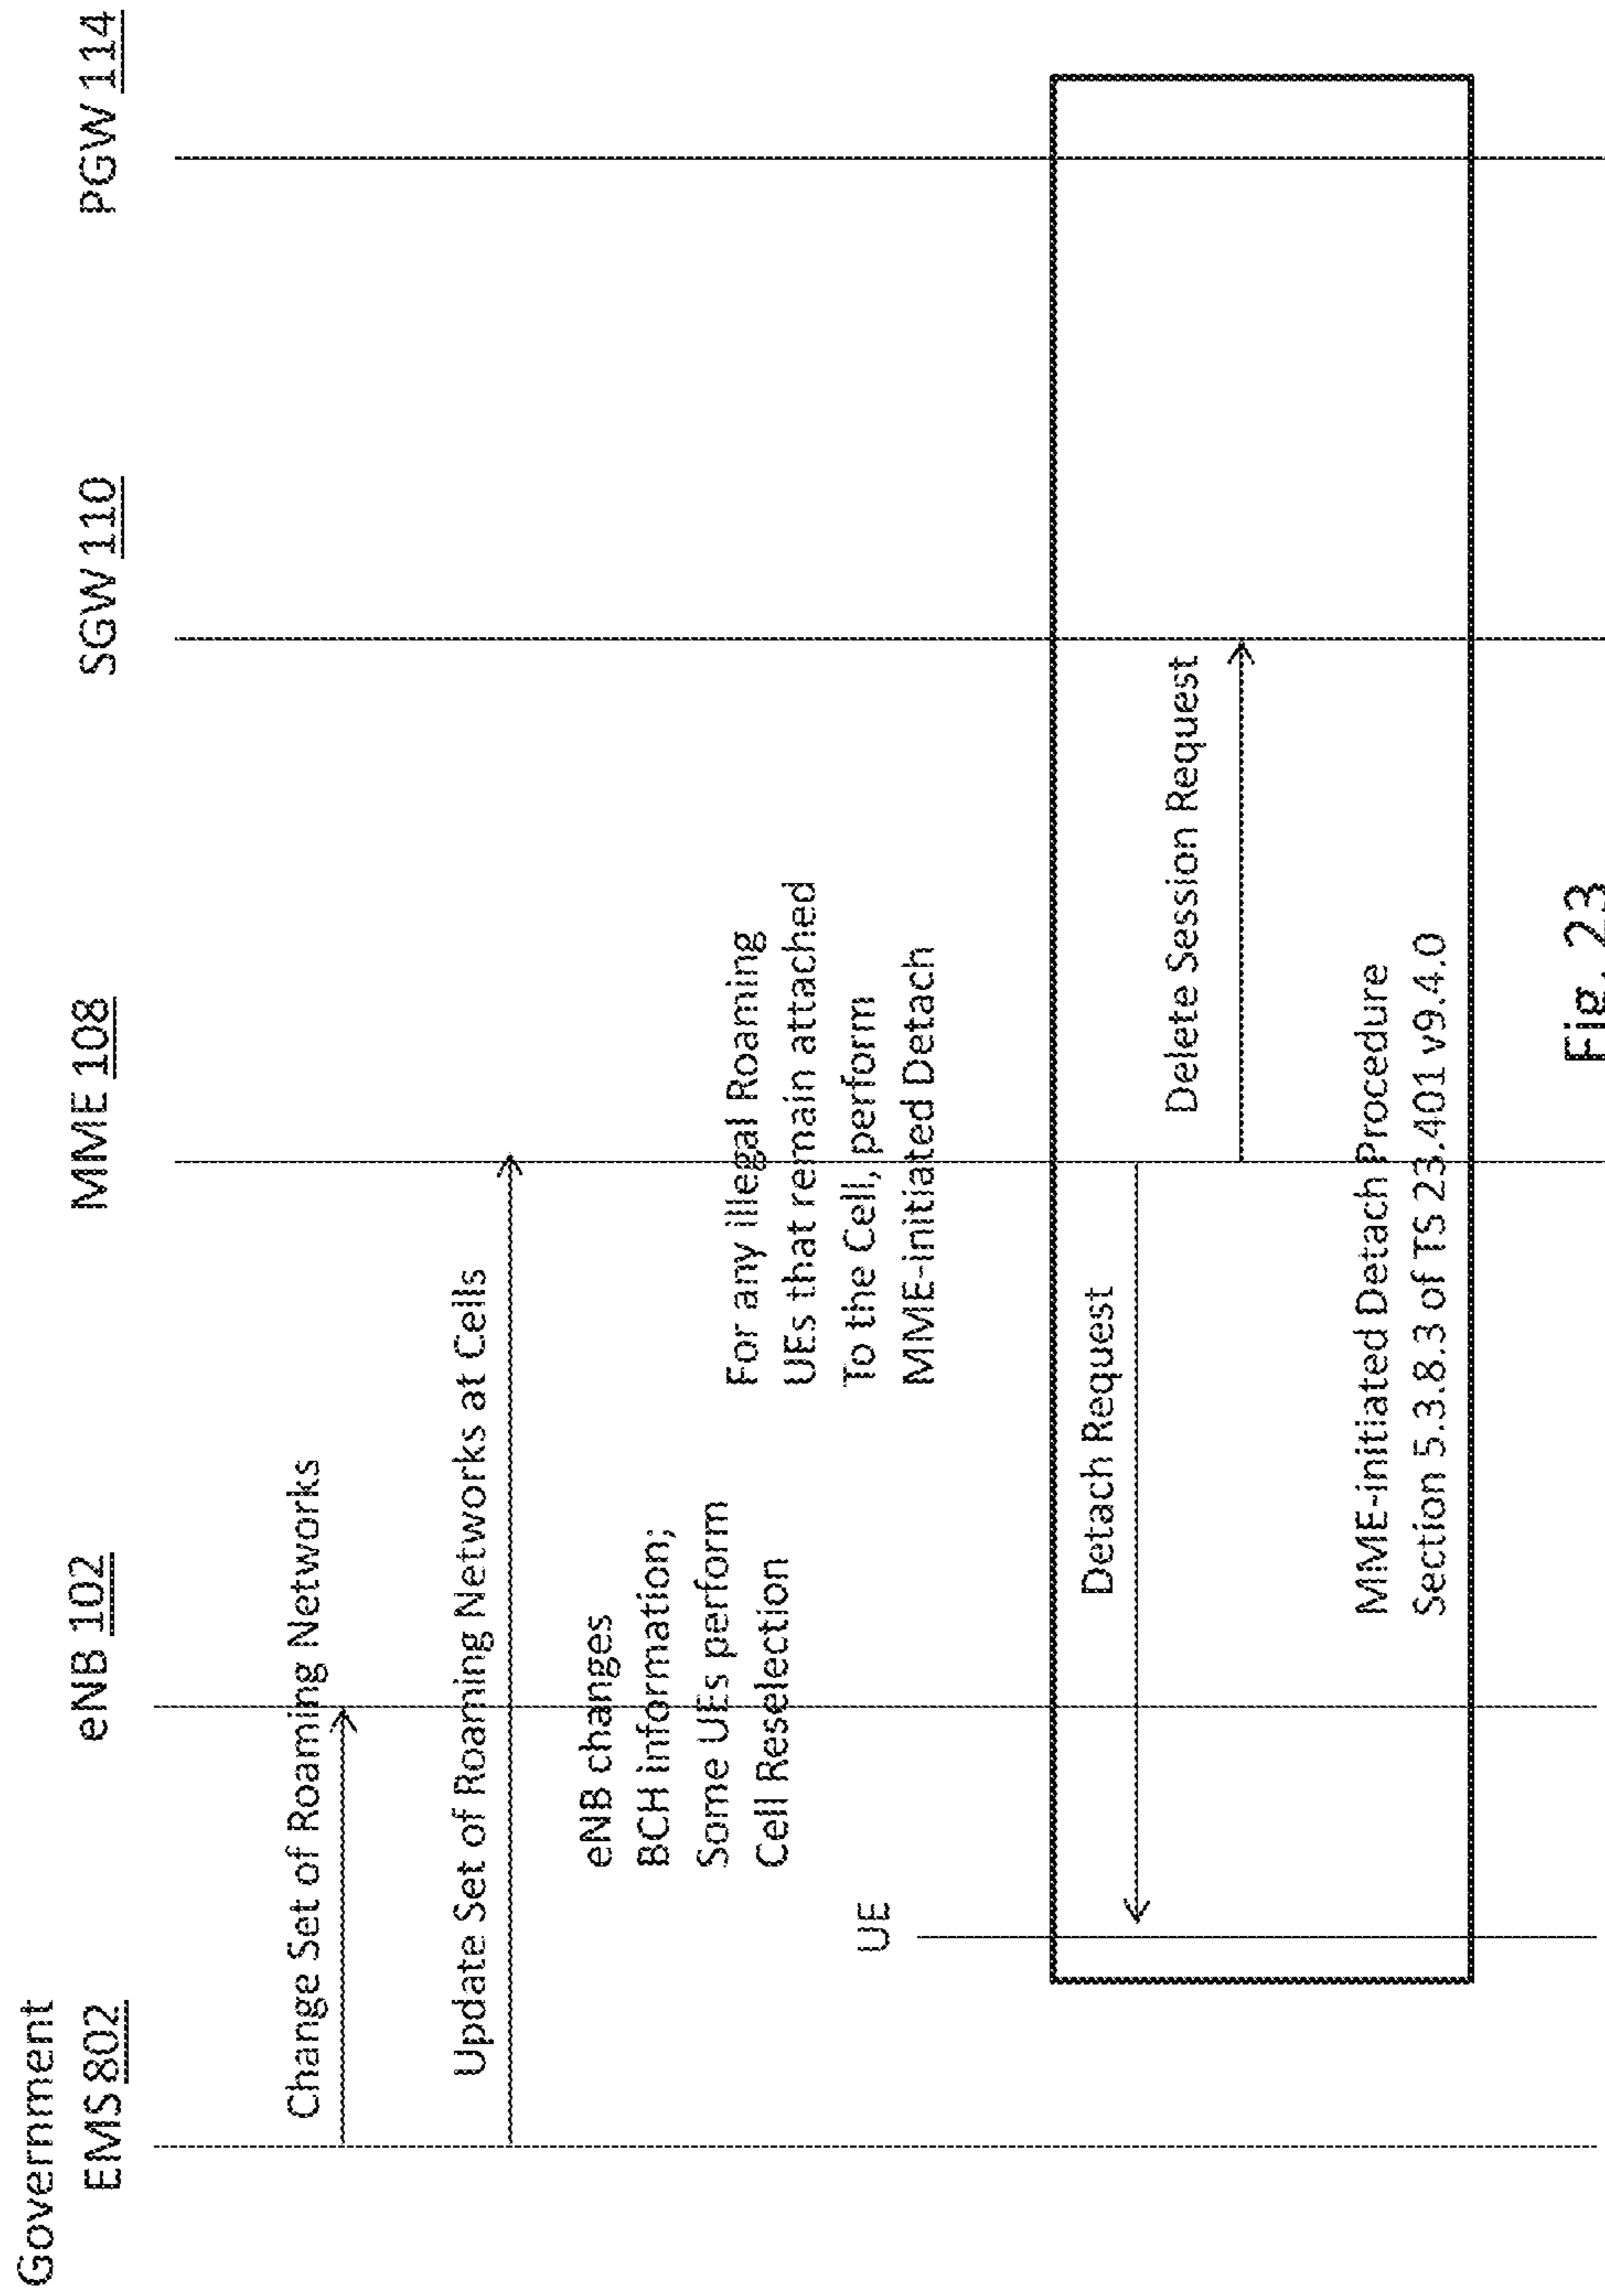 Government
EMS 802
eNB 102
MME 108
SGW 110
PGW 114
Change Set of Roaming Networks
Update Set of Roaming Networks at Cells
eNB changes
BCH Information;
Some UEs perform
Cell Reselection
For any illegal Roaming
UEs that remain attached
To the Cell, perform
MME-initiated Detach
UE
Detach Request
Delete Session Request
MME-initiated Detach Procedure
Section 5.3.8.3 of TS 23.401 v9.4.0
Fig. 23